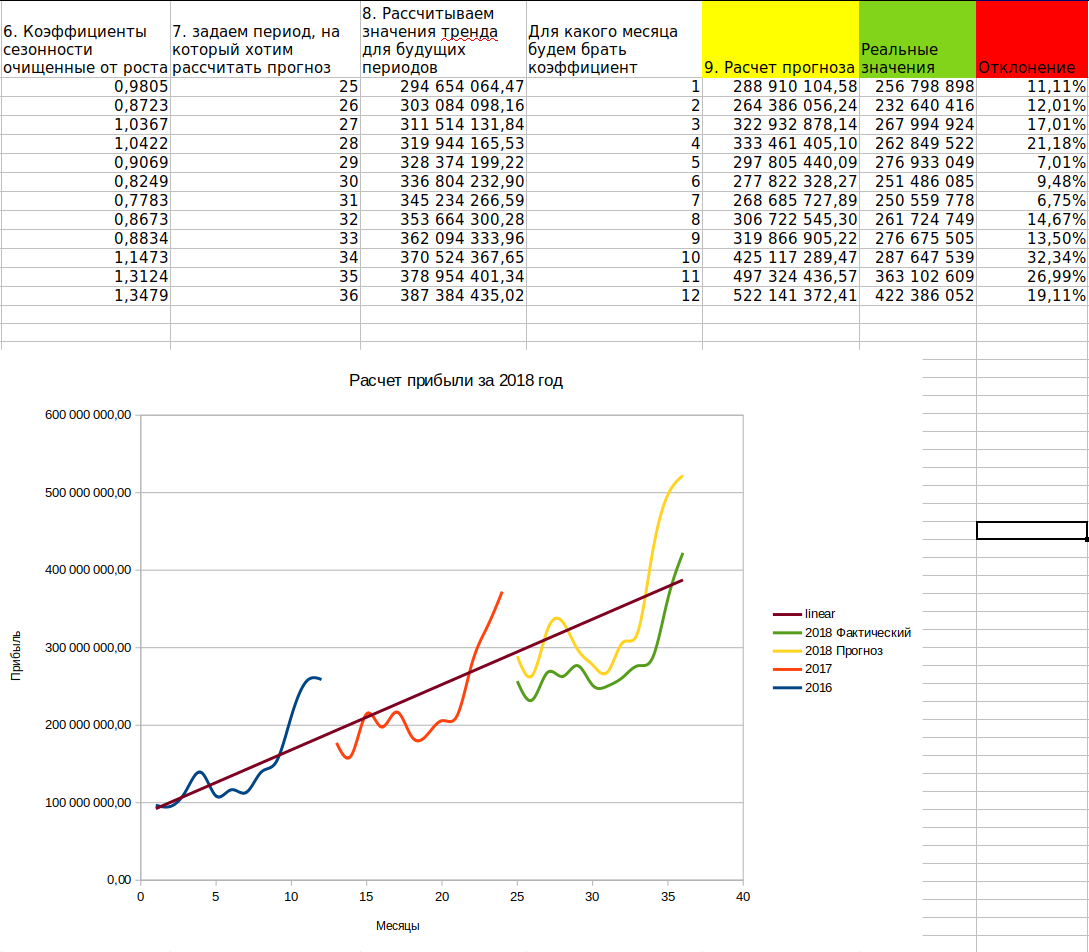 6. Коэффициенты сезонности очищенные от роста 7. задаем период, на который хотим рассчитать прогноз 8. Рассчитываем значения тренда для будущих периодов Для какого месяца будем брать коэффициент 9. Расчет прогноза Реальные значения Отклонение
0,9805 25 294 654 064,47 1 288 910 104,58 256 798 898 11,11%
0,8723 26 303 084 098,16 2 264 386 056,24 232 640 416 12,01%
1,0367 27 311 514 131,84 3 322 932 878,14 267 994 924 17,01%
1,0422 28 319 944 165,53 4 333 461 405,10 262 849 522 21,18%
0,9069 29 328 374 199,22 5 297 805 440,09 276 933 049 7,01%
0,8249 30 336 804 232,90 6 277 822 328,27 251 486 085 9,48%
0,7783 31 345 234 266,59 7 268 685 727,89 250 559 778 6,75%
0,8673 32 353 664 300,28 8 306 722 545,30 261 724 749 14,67%
0,8834 33 362 094 333,96 9 319 866 905,22 276 675 505 13,50%
1,1473 34 370 524 367,65 10 425 117 289,47 287 647 539 32,34%
1,3124 35 378 954 401,34 11 497 324 436,57 363 102 609 26,99%
1,3479 36 387 384 435,02 12 522 141 372,41 422 386 052 19,11%
Расчет прибыли за 2018 год
600 000 000,00
500 000 000,00
400 000 000,00
300 000 000,00
200 000 000,00
100 000 000,00
0,00
Прибыль
0 5 10 15 20 25 30 35 40
Месяцы
linear
2018 Фактический
2018 Прогноз
2017
2016